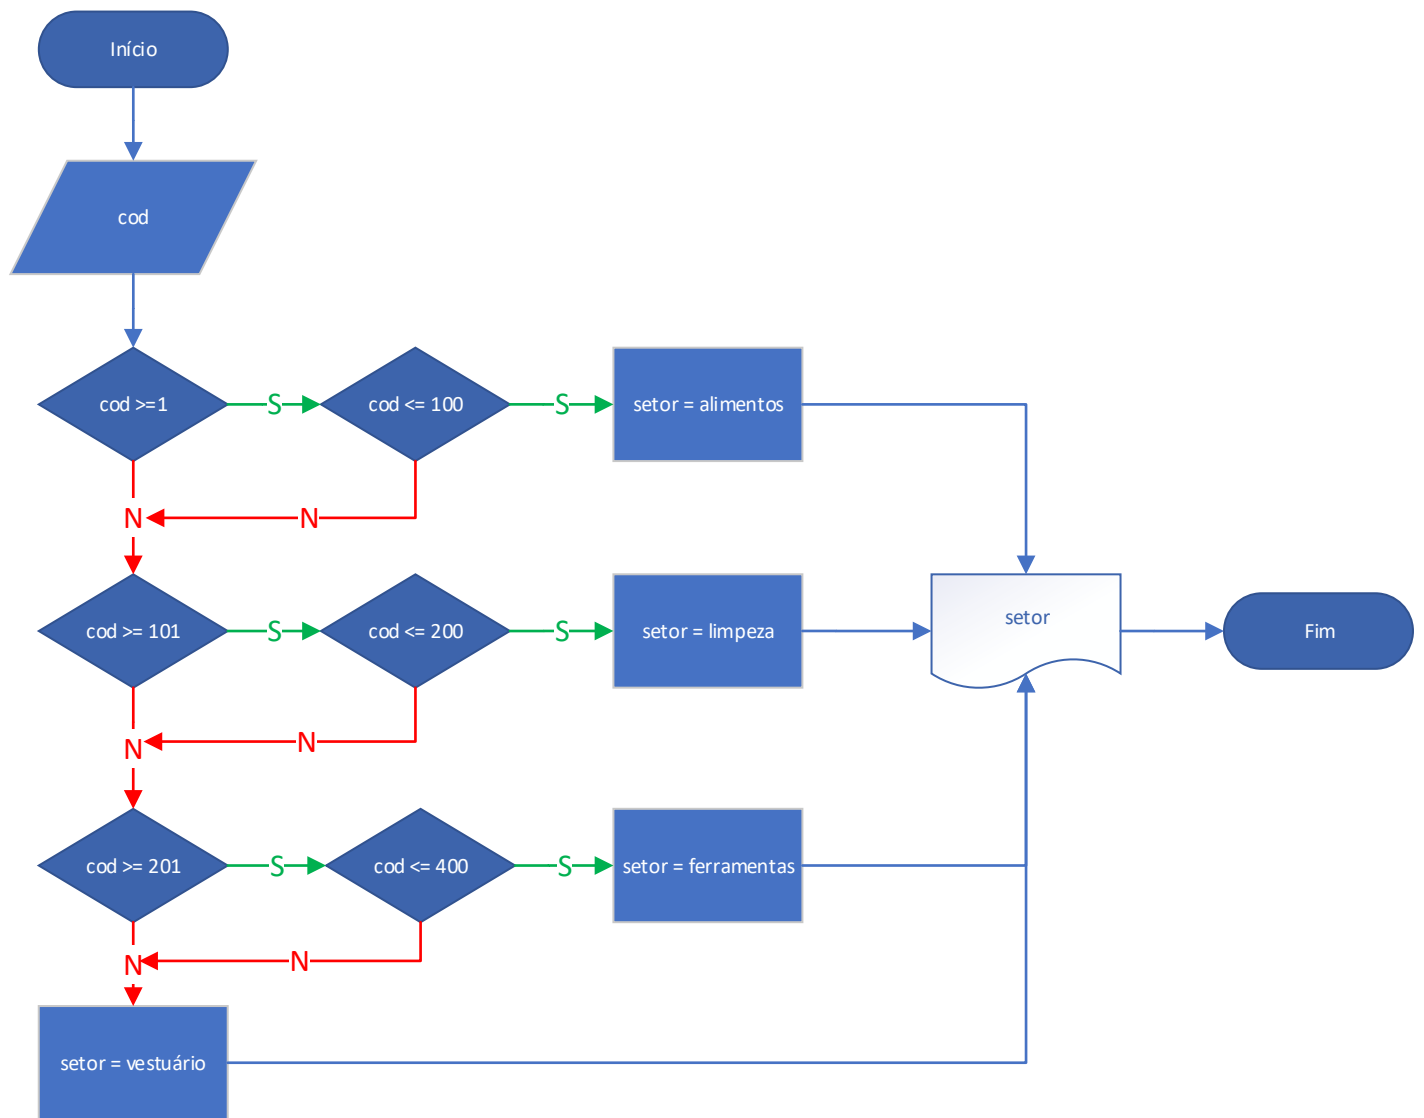 Início
cod
cod >=1
S
cod <= 100
S
setor = alimentos
N
N
cod >= 101
S
cod <= 200
S
setor = limpeza
setor
Fim
N
N
cod >= 201
S
cod <= 400
S
setor = ferramentas
N
N
setor = vestuário